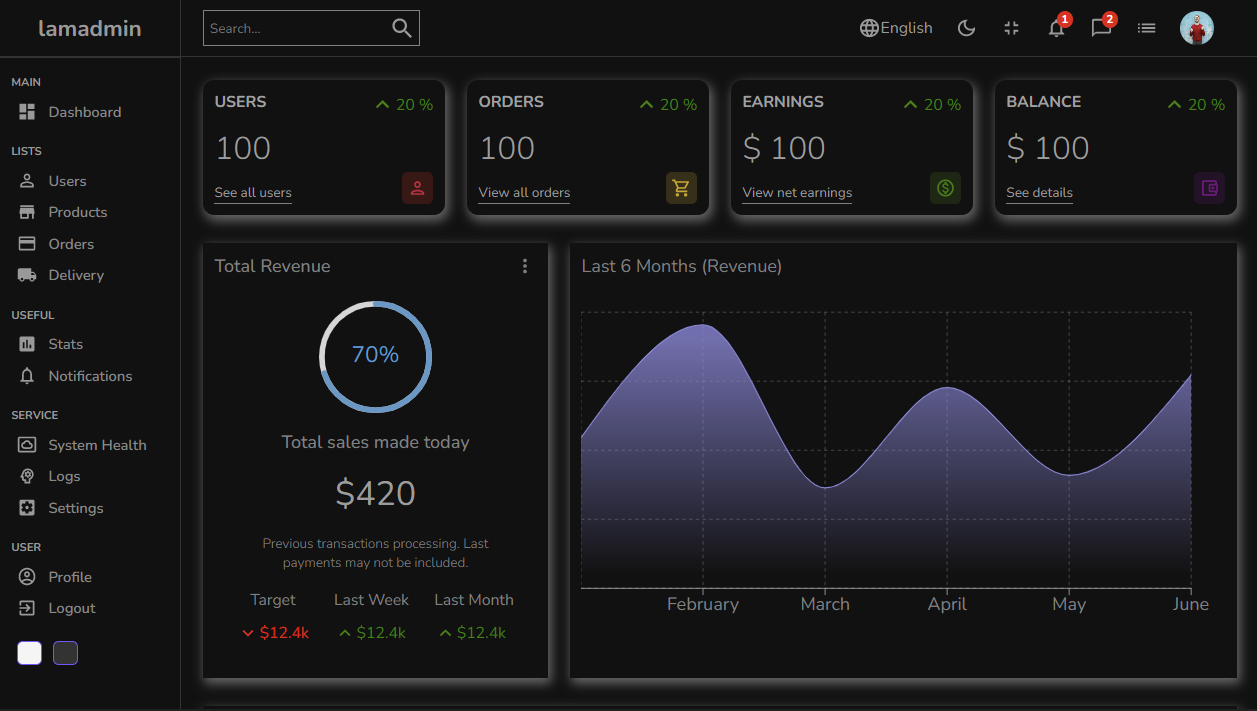 lamadmin
Search...
English
1
2
MAIN
Dashboard
LISTS
Users
Products
Orders
Delivery
USEFUL
Stats
Notifications
SERVICE
System Health
Logs
Settings
USER
Profile
Logout
USERS
20 %
100
See all users
ORDERS
20 %
100
View all orders
EARNINGS
20 %
$ 100
View net earnings
BALANCE
20 %
$ 100
See details
Total Revenue
70%
Total sales made today
$420
Previous transactions processing. Last
payments may not be included.
Target Last Week Last Month
$12.4k $12.4k $12.4k
Last 6 Months (Revenue)
February March April May June